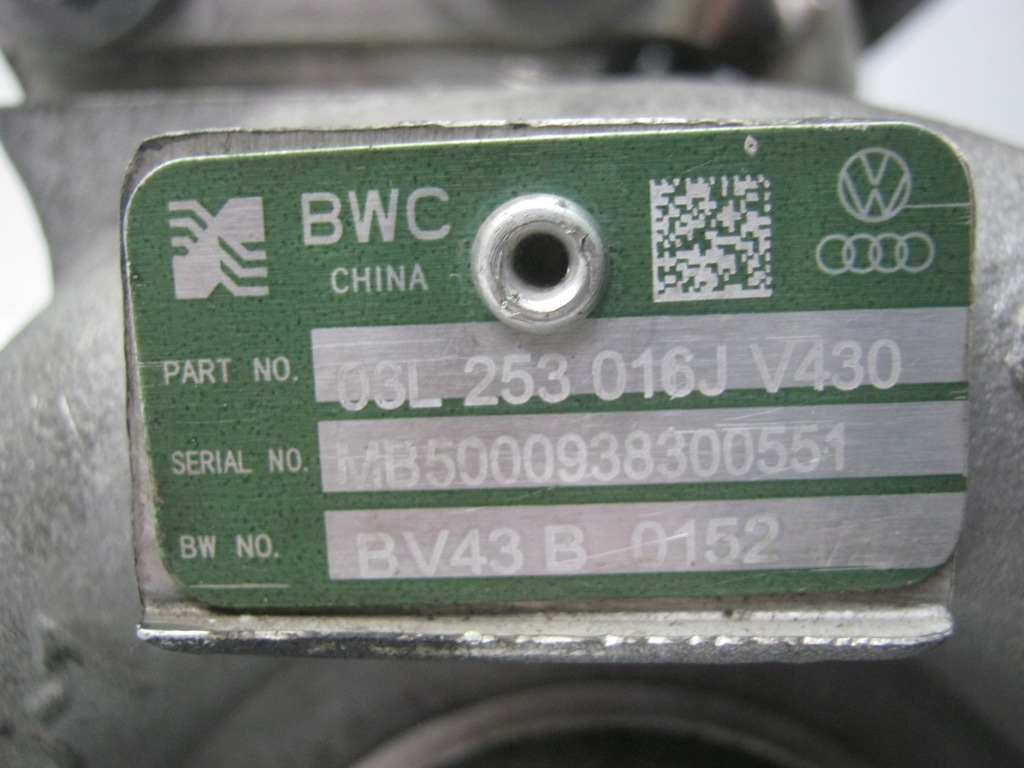 BWC
CHINA
PART NO. 03L 253 016J V430
SERIAL NO. MB5000938300551
BW NO. BV43 B 0152